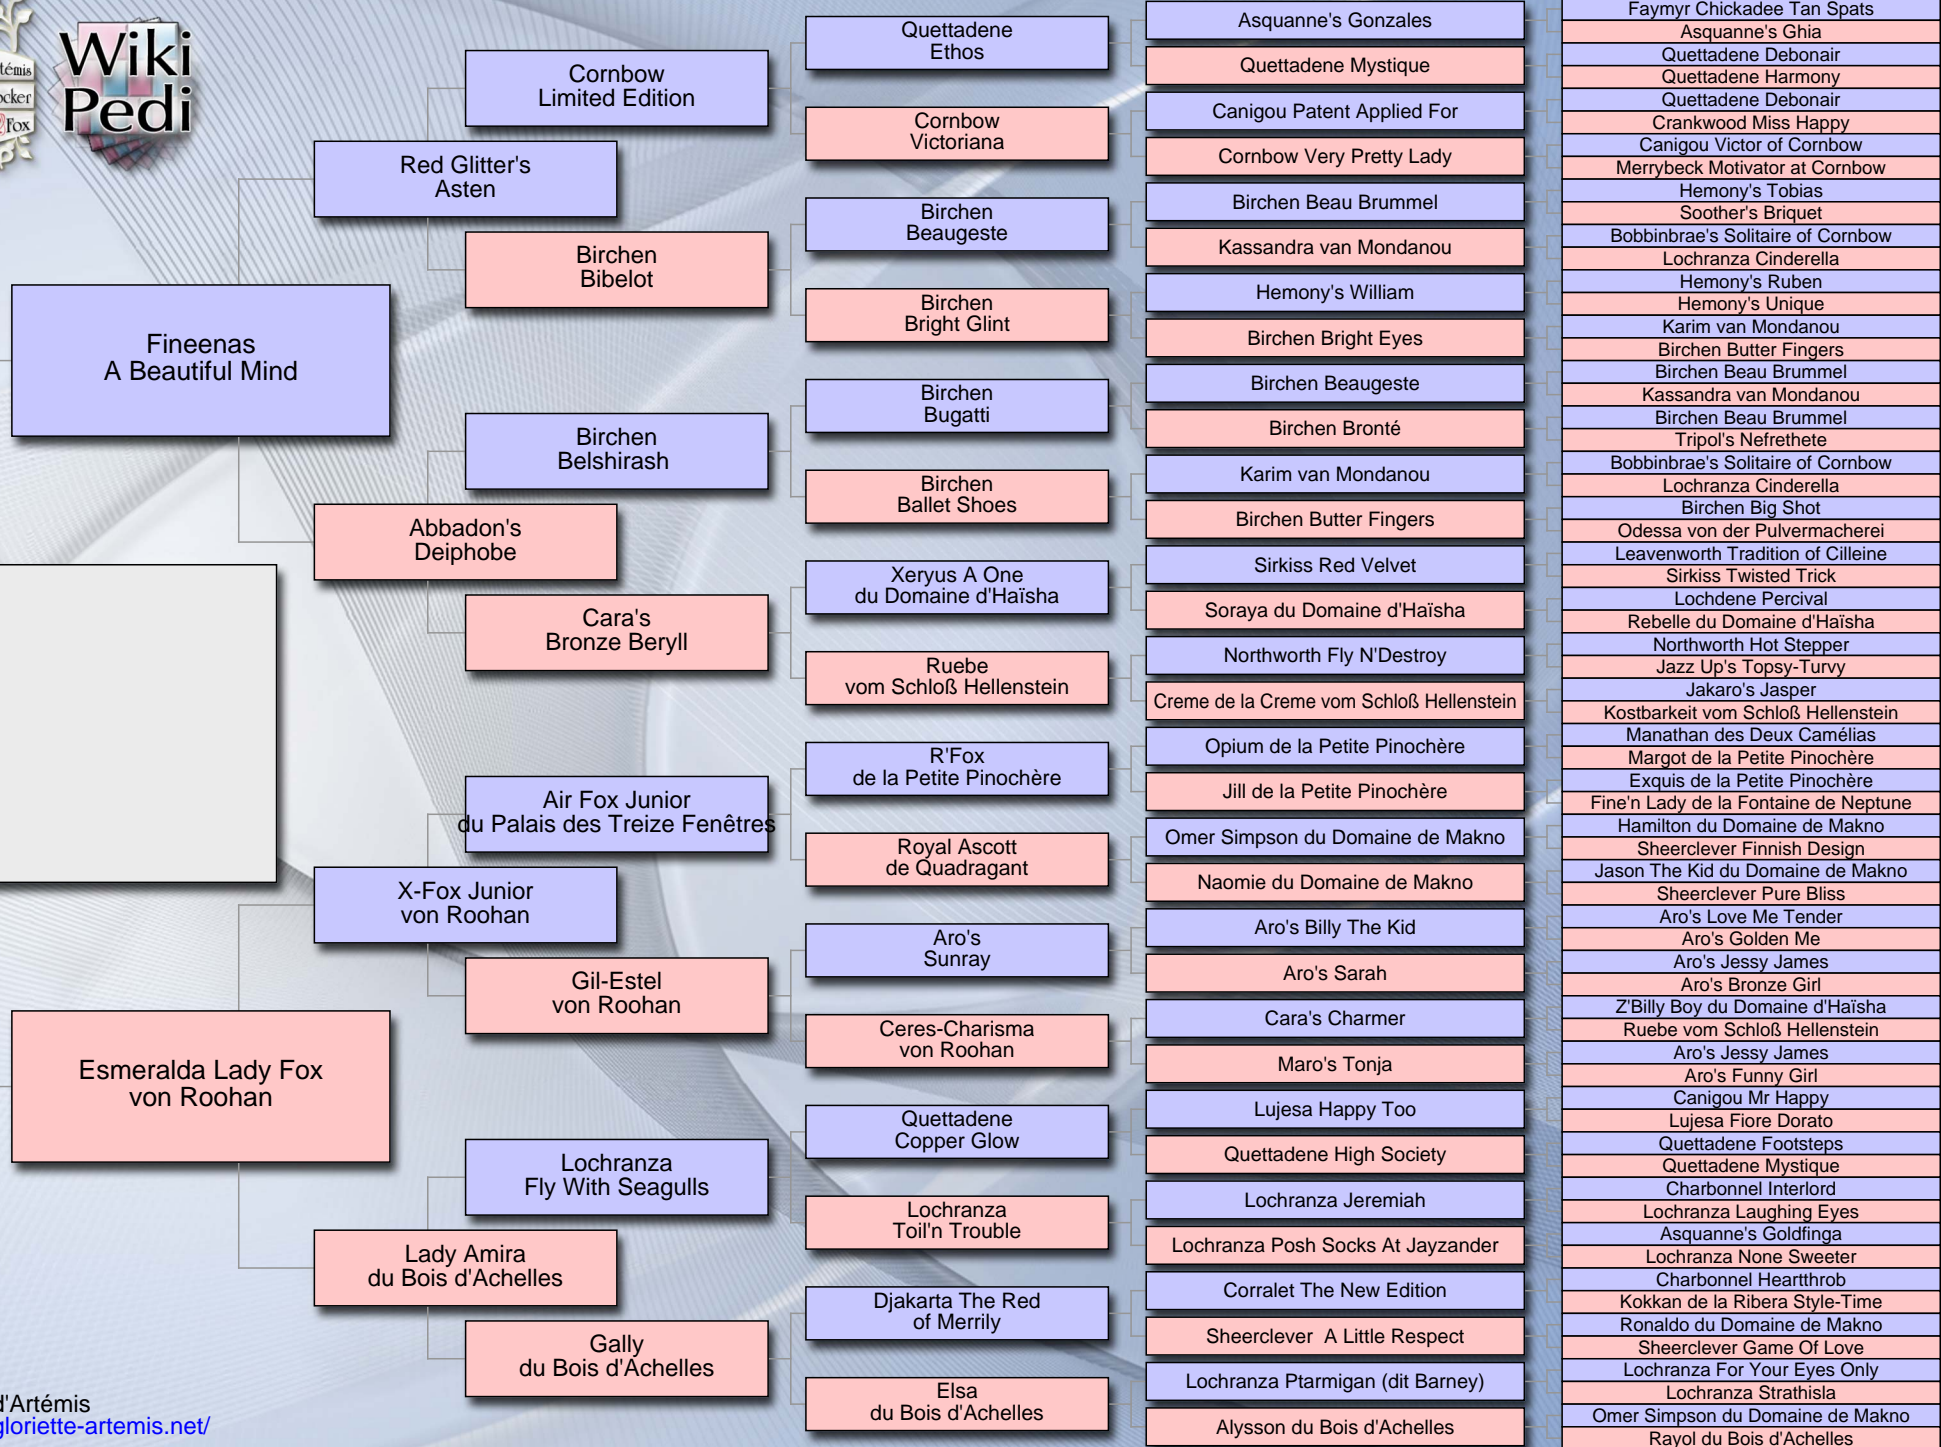 Wiki
Pedi
Fox
Fineenas
A Beautiful Mind
Esmeralda Lady Fox
von Roohan
d'Artémis
gloriette-artemis.net/
Red Glitter's
Asten
Abbadon's
Deiphobe
X-Fox Junior
von Roohan
Lady Amira
du Bois d'Achelles
Cornbow
Limited Edition
Birchen
Bibelot
Birchen
Belshirash
Cara's
Bronze Beryll
Air Fox Junior
du Palais des Treize Fenêtres
Gil-Estel
von Roohan
Lochranza
Fly With Seagulls
Gally
du Bois d'Achelles
Quettadene
Ethos
Cornbow
Victoriana
Birchen
Beaugeste
Birchen
Bright Glint
Birchen
Bugatti
Birchen
Ballet Shoes
Xeryus A One
du Domaine d'Haïsha
Ruebe
vom Schloß Hellenstein
R'Fox
de la Petite Pinochère
Royal Ascott
de Quadragant
Aro's
Sunray
Ceres-Charisma
von Roohan
Quettadene
Copper Glow
Lochranza
Toil'n Trouble
Djakarta The Red
of Merrily
Elsa
du Bois d'Achelles
Asquanne's Gonzales
Quettadene Mystique
Canigou Patent Applied For
Cornbow Very Pretty Lady
Birchen Beau Brummel
Kassandra van Mondanou
Hemony's William
Birchen Bright Eyes
Birchen Beaugeste
Birchen Bronté
Karim van Mondanou
Birchen Butter Fingers
Sirkiss Red Velvet
Soraya du Domaine d'Haïsha
Northworth Fly N'Destroy
Creme de la Creme vom Schloß Hellenstein
Opium de la Petite Pinochère
Jill de la Petite Pinochère
Omer Simpson du Domaine de Makno
Naomie du Domaine de Makno
Aro's Billy The Kid
Aro's Sarah
Cara's Charmer
Maro's Tonja
Lujesa Happy Too
Quettadene High Society
Lochranza Jeremiah
Lochranza Posh Socks At Jayzander
Corralet The New Edition
Sheerclever A Little Respect
Lochranza Ptarmigan (dit Barney)
Alysson du Bois d'Achelles
Faymyr Chickadee Tan Spats
Asquanne's Ghia
Quettadene Debonair
Quettadene Harmony
Quettadene Debonair
Crankwood Miss Happy
Canigou Victor of Cornbow
Merrybeck Motivator at Cornbow
Hemony's Tobias
Soother's Briquet
Bobbinbrae's Solitaire of Cornbow
Lochranza Cinderella
Hemony's Ruben
Hemony's Unique
Karim van Mondanou
Birchen Butter Fingers
Birchen Beau Brummel
Kassandra van Mondanou
Birchen Beau Brummel
Tripol's Nefrethete
Bobbinbrae's Solitaire of Cornbow
Lochranza Cinderella
Birchen Big Shot
Odessa von der Pulvermacherei
Leavenworth Tradition of Cilleine
Sirkiss Twisted Trick
Lochdene Percival
Rebelle du Domaine d'Haïsha
Northworth Hot Stepper
Jazz Up's Topsy-Turvy
Jakaro's Jasper
Kostbarkeit vom Schloß Hellenstein
Manathan des Deux Camélias
Margot de la Petite Pinochère
Exquis de la Petite Pinochère
Fine'n Lady de la Fontaine de Neptune
Hamilton du Domaine de Makno
Sheerclever Finnish Design
Jason The Kid du Domaine de Makno
Sheerclever Pure Bliss
Aro's Love Me Tender
Aro's Golden Me
Aro's Jessy James
Aro's Bronze Girl
Z'Billy Boy du Domaine d'Haïsha
Ruebe vom Schloß Hellenstein
Aro's Jessy James
Aro's Funny Girl
Canigou Mr Happy
Lujesa Fiore Dorato
Quettadene Footsteps
Quettadene Mystique
Charbonnel Interlord
Lochranza Laughing Eyes
Asquanne's Goldfinga
Lochranza None Sweeter
Charbonnel Heartthrob
Kokkan de la Ribera Style-Time
Ronaldo du Domaine de Makno
Sheerclever Game Of Love
Lochranza For Your Eyes Only
Lochranza Strathisla
Omer Simpson du Domaine de Makno
Rayol du Bois d'Achelles